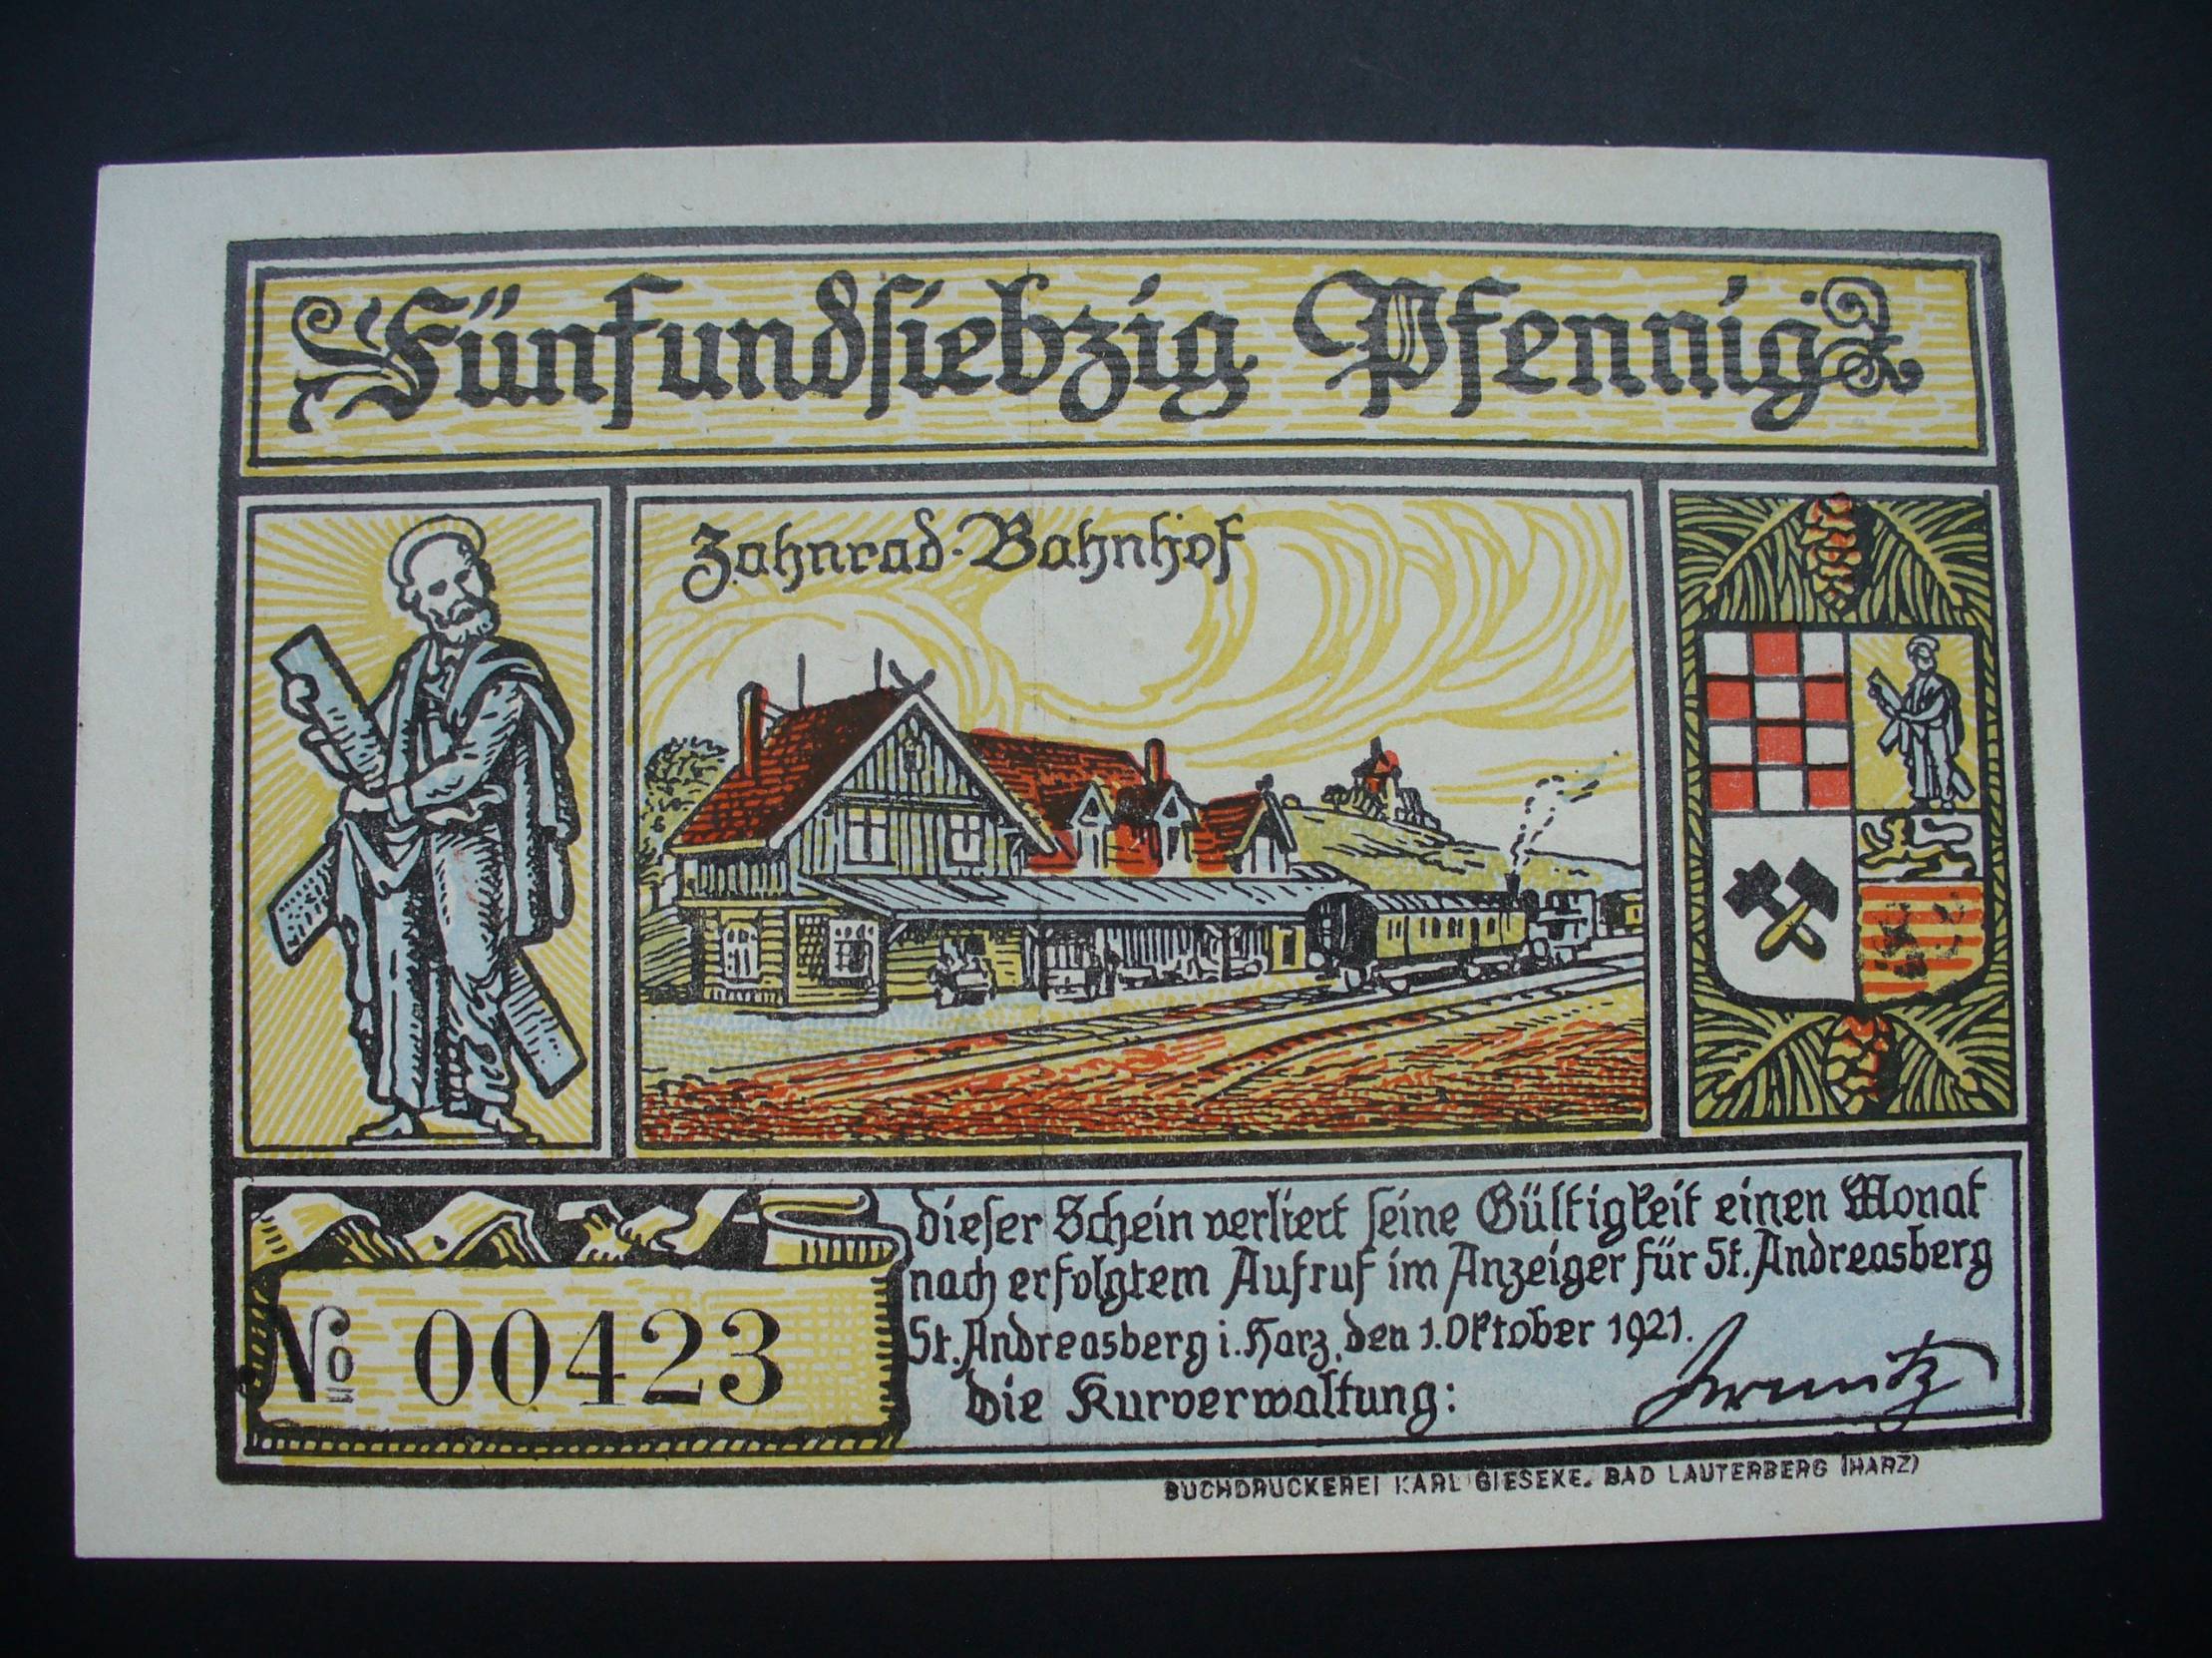 Fünfundsiebzig Pfennig
Zahnrad-Bahnhof
Dieser Schein verliert seine Gültigkeit einen Monat
nach erfolgtem Aufruf im Anzeiger für St. Andreasberg
St. Andreasberg i. Harz, den 1. Oktober 1921.
Die Kurverwaltung:
No 00423
BUCHDRUCKEREI KARL GIESEKE. BAD LAUTERBERG (HARZ)